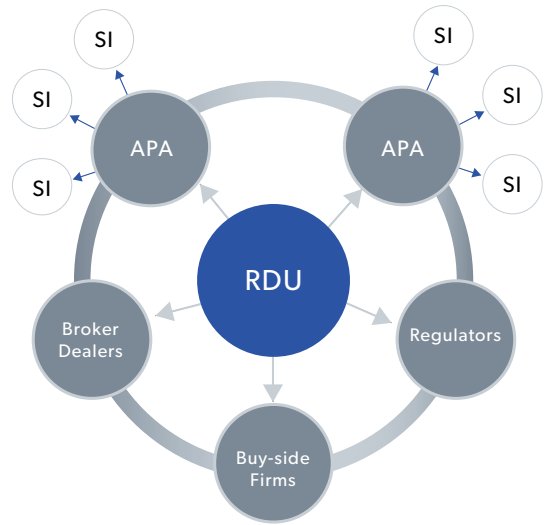 SI
SI
SI
SI
SI
SI
APA
APA
RDU
Broker
Dealers
Regulators
Buy-side
Firms